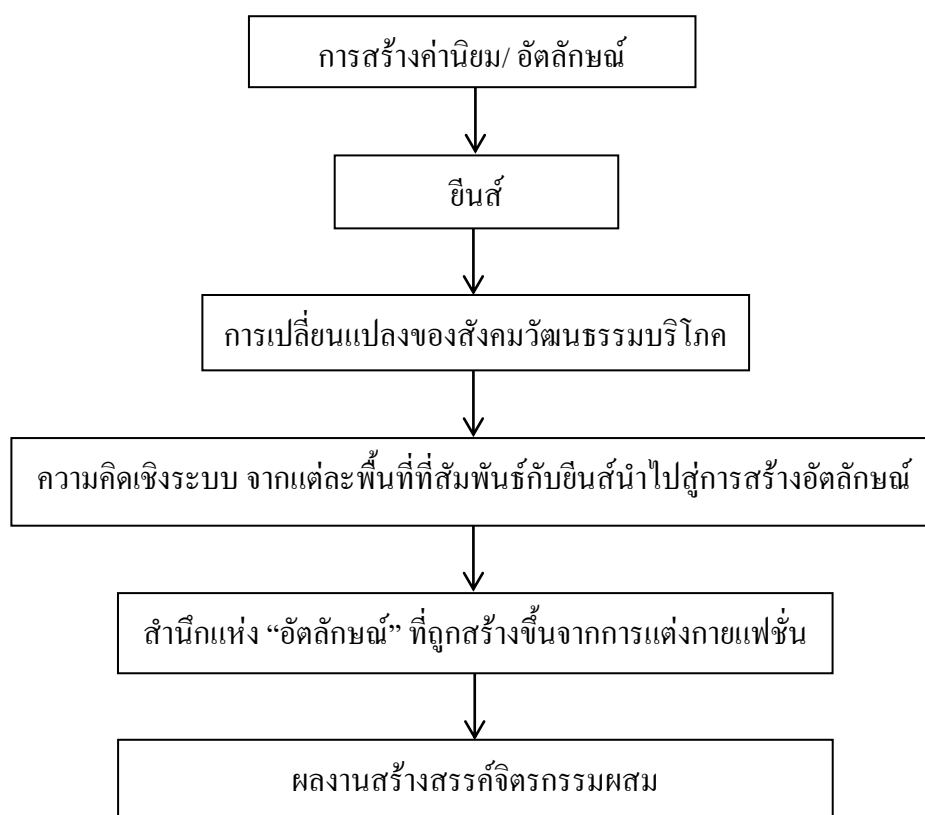 การสร้างค่านิยม/ อัตลักษณ์
ยีนส์
การเปลี่ยนแปลงของสังคมวัฒนธรรมบริโภค
ความคิดเชิงระบบ จากแต่ละพื้นที่ที่สัมพันธ์กับยีนส์นำไปสู่การสร้างอัตลักษณ์
สำนึกแห่ง “อัตลักษณ์” ที่ถูกสร้างขึ้นจากการแต่งกายแฟชั่น
ผลงานสร้างสรรค์จิตรกรรมผสม